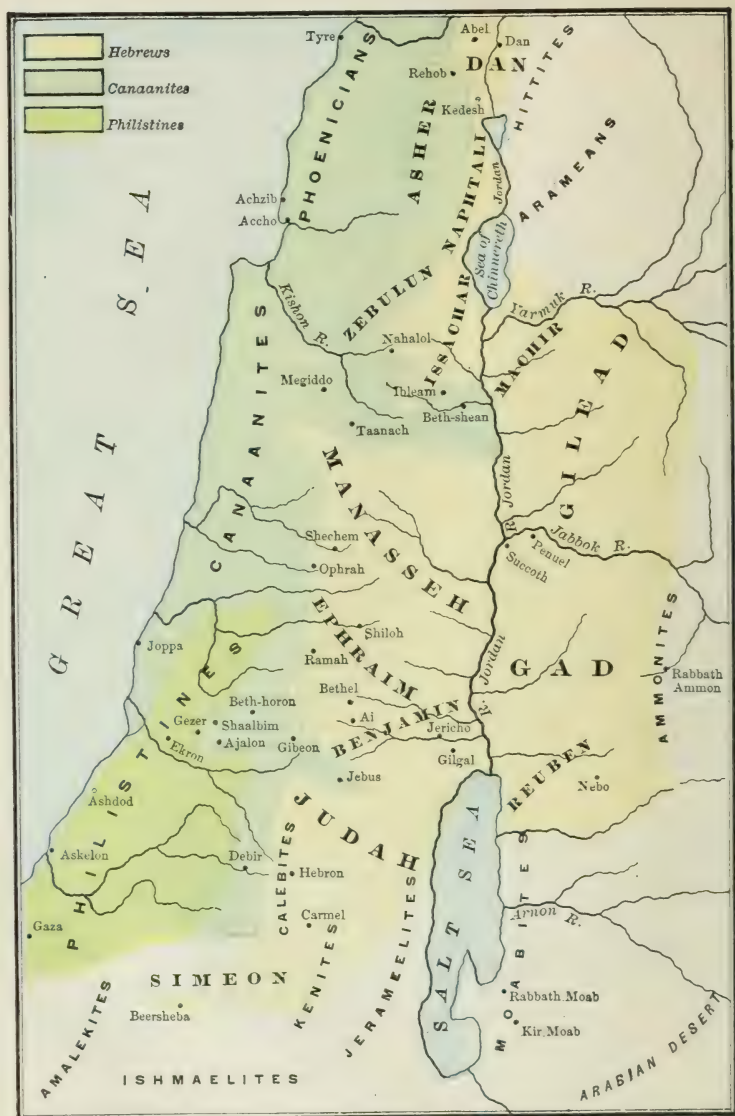 Hebrews
Canaanites
Philistines
Tyre
Abel
Dan
DAN
Rehob
Kedesh
HITTITES
PHOENICIANS
ASHER
NAPHTALI
Jordan
ARAMEANS
Achzib
Accho
Sea of
Chinnereth
GREAT SEA
Kishon R.
ZEBULUN
ISSACHAR
Yarmuk R.
MACHIR
Nahalol
CANAANITES
Megiddo
Ibleam
Beth-shean
Taanach
GILEAD
MANASSEH
R. Jordan
Shechem
Penuel
Jabbok R.
Succoth
Ophrah
EPHRAIM
Shiloh
Joppa
Ramah
GAD
AMMONITES
Rabbath
Ammon
R. Jordan
PHILISTINES
Beth-horon
Bethel
Gezer
Shaalbim
Ai
BENJAMIN
Jericho
Ekron
Ajalon
Gibeon
Gilgal
REUBEN
Jebus
Nebo
Ashdod
JUDAH
SALT SEA
Askelon
Debir
Hebron
CALEBITES
MOABITES
Arnon R.
Gaza
Carmel
KENITES
JERAMEELITES
SIMEON
Beersheba
Rabbath Moab
Kir Moab
AMALEKITES
ISHMAELITES
ARABIAN DESERT